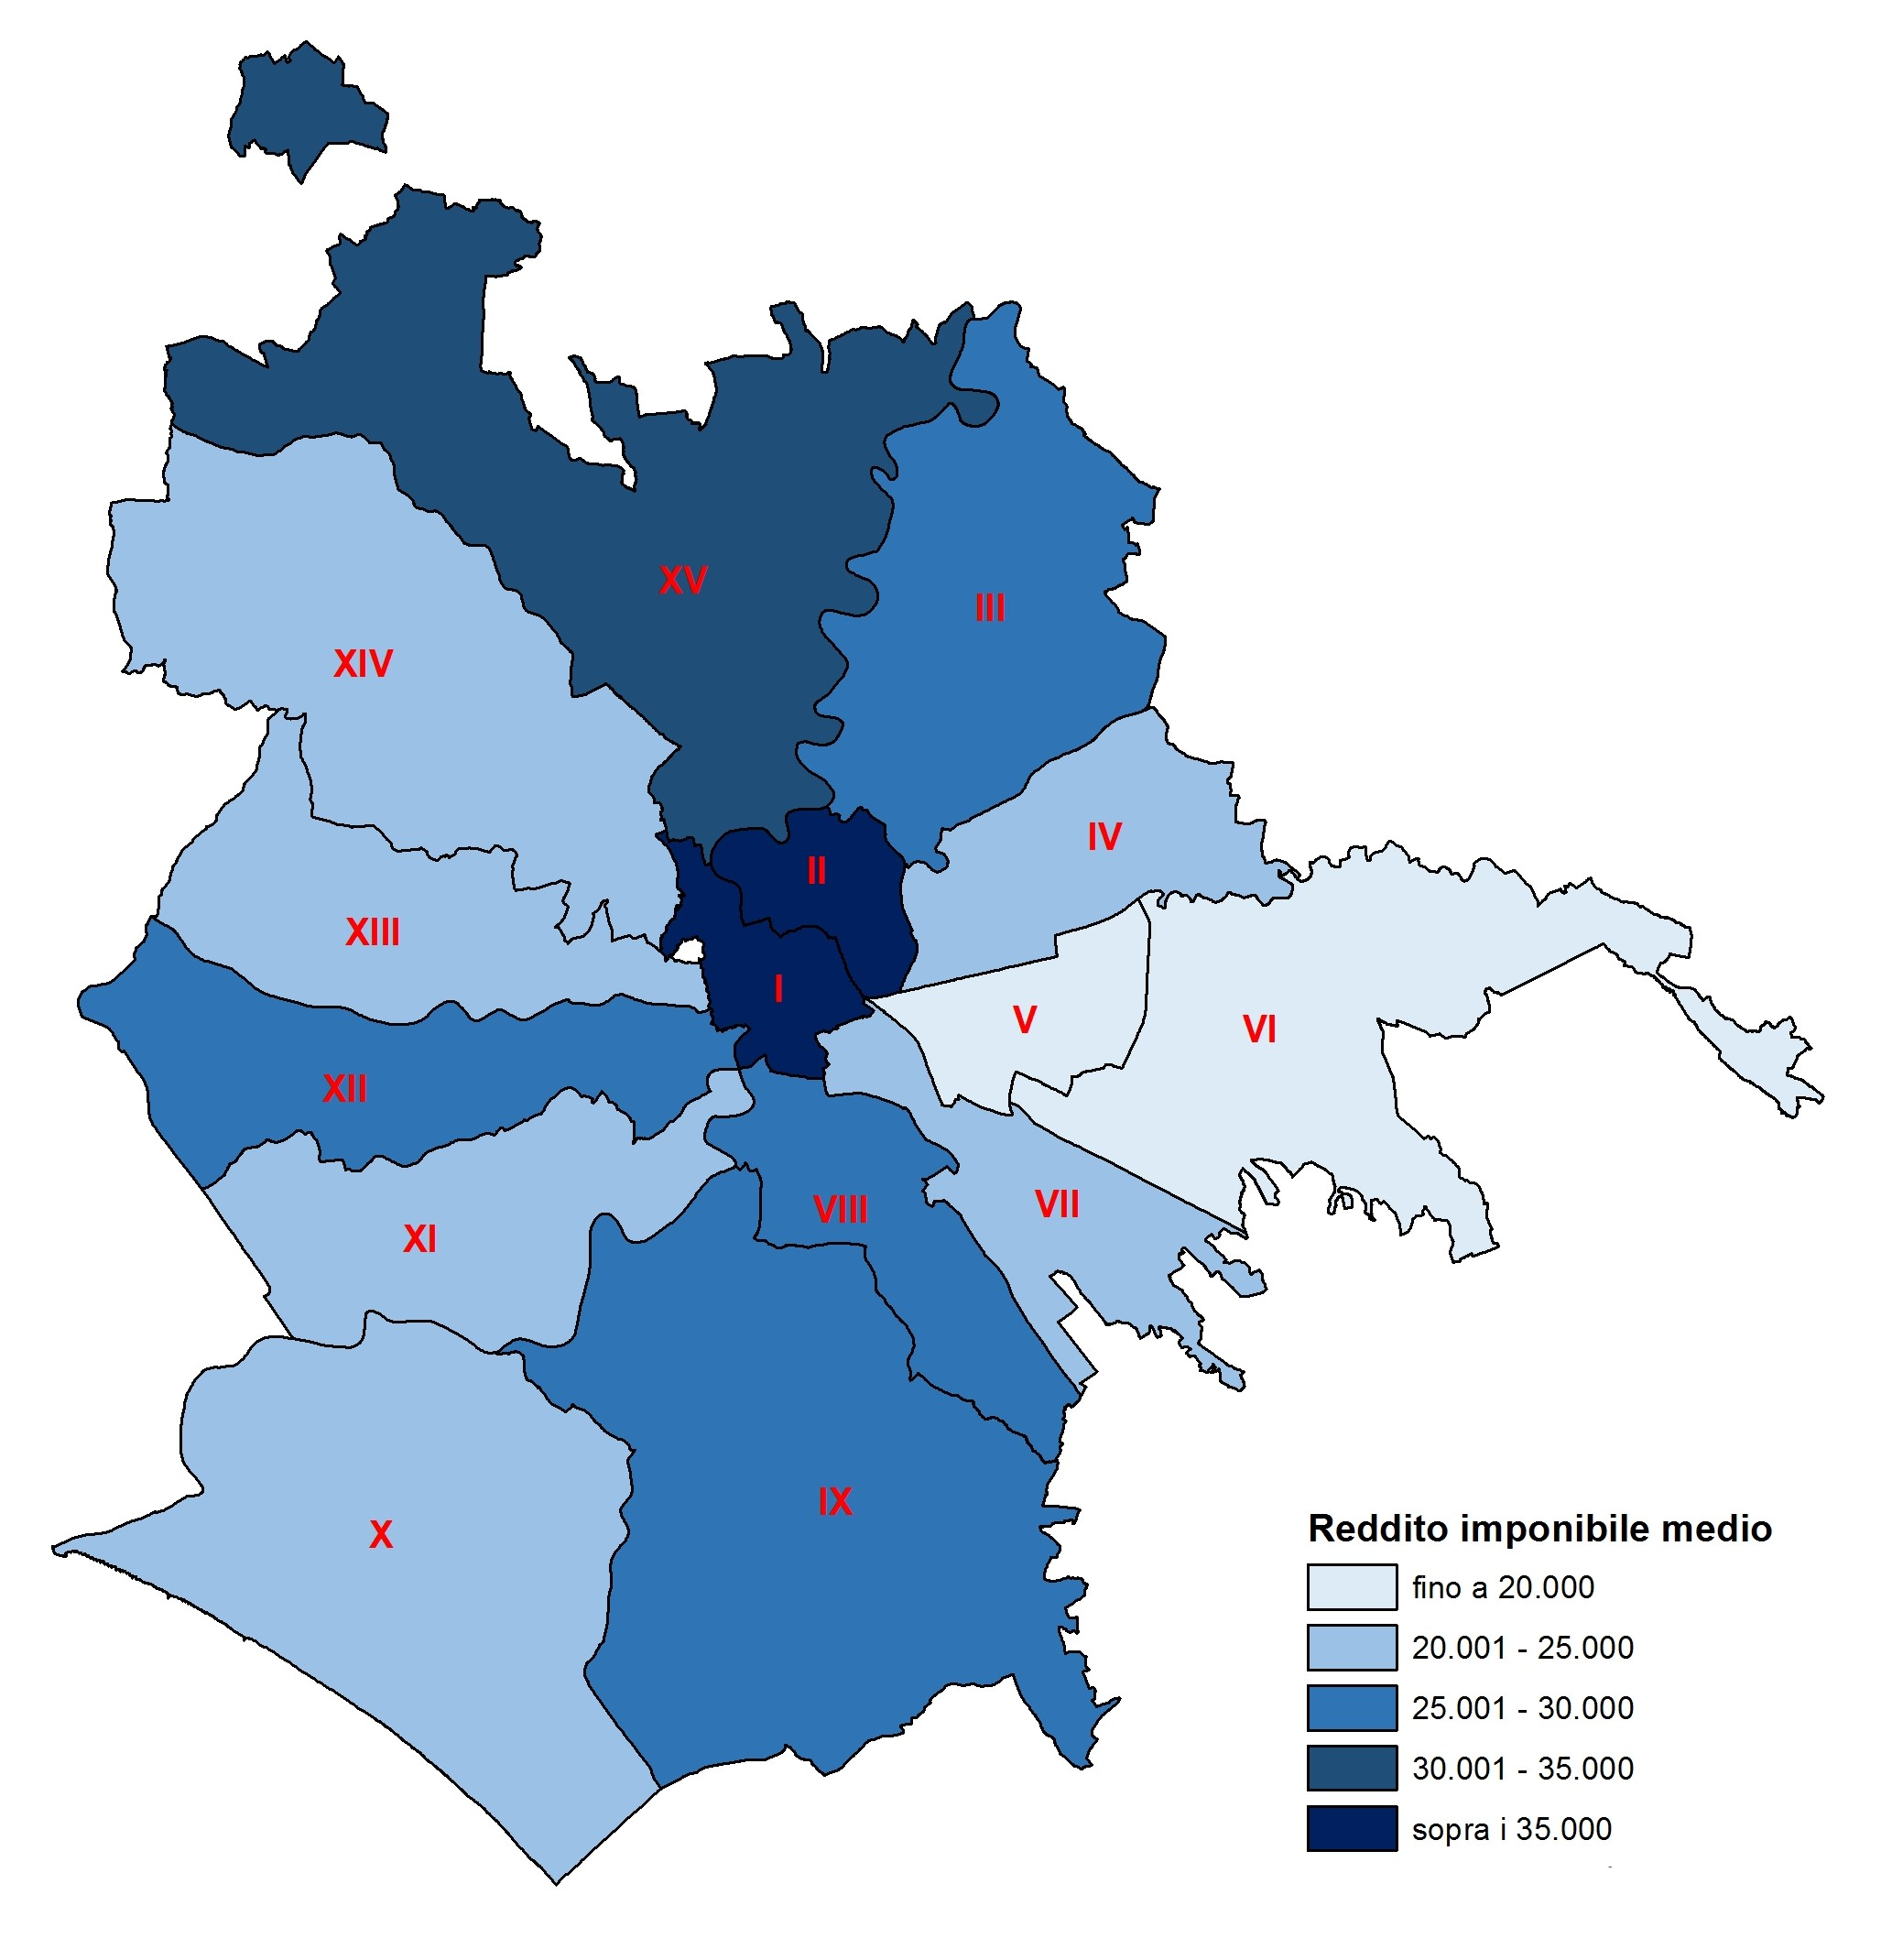 XV
III
XIV
IV
II
XIII
I
V
VI
XII
VII
VIII
XI
IX
X
Reddito imponibile medio
fino a 20.000
20.001 - 25.000
25.001 - 30.000
30.001 - 35.000
sopra i 35.000